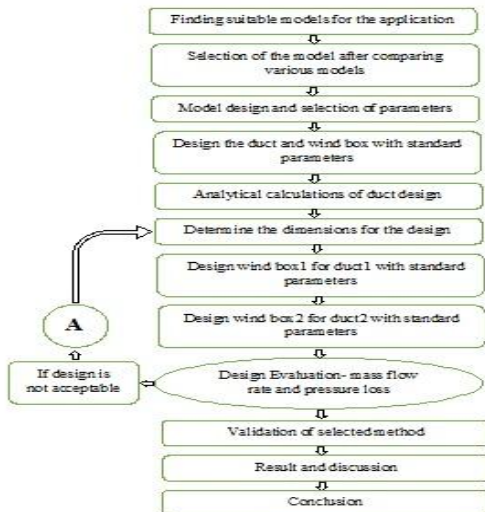 Finding suitable models for the application
Selection of the model after comparing
various models
Model design and selection of parameters
Design the duct and wind box with standard
parameters
Analytical calculations of duct design
Determine the dimensions for the design
Design wind box1 for duct1 with standard
parameters
Design wind box2 for duct2 with standard
parameters
A
If design is
not acceptable
Design Evaluation- mass flow
rate and pressure loss
Validation of selected method
Result and discussion
Conclusion